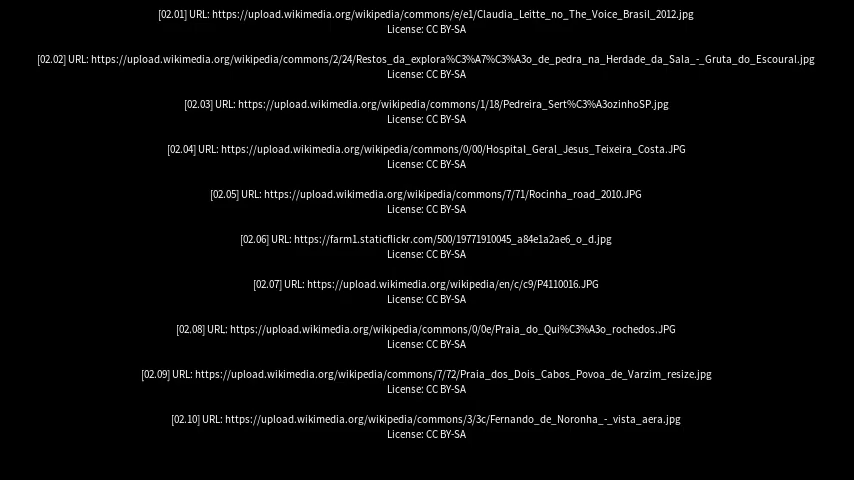 [02.01] URL: https://upload.wikimedia.org/wikipedia/commons/e/e1/Claudia_Leitte_no_The_Voice_Brasil_2012.jpg
License: CC BY-SA
[02.02] URL: https://upload.wikimedia.org/wikipedia/commons/2/24/Restos_da_explora%C3%A7%C3%A3o_de_pedra_na_Herdade_da_Sala_-_Gruta_do_Escoural.jpg
License: CC BY-SA
[02.03] URL: https://upload.wikimedia.org/wikipedia/commons/1/18/Pedreira_Sert%C3%A3ozinhoSP.jpg
License: CC BY-SA
[02.04] URL: https://upload.wikimedia.org/wikipedia/commons/0/00/Hospital_Geral_Jesus_Teixeira_Costa.JPG
License: CC BY-SA
[02.05] URL: https://upload.wikimedia.org/wikipedia/commons/7/71/Rocinha_road_2010.JPG
License: CC BY-SA
[02.06] URL: https://farm1.staticflickr.com/500/19771910045_a84e1a2ae6_o_d.jpg
License: CC BY-SA
[02.07] URL: https://upload.wikimedia.org/wikipedia/en/c/c9/P4110016.JPG
License: CC BY-SA
[02.08] URL: https://upload.wikimedia.org/wikipedia/commons/0/0e/Praia_do_Qui%C3%A3o_rochedos.JPG
License: CC BY-SA
[02.09] URL: https://upload.wikimedia.org/wikipedia/commons/7/72/Praia_dos_Dois_Cabos_Povoa_de_Varzim_resize.jpg
License: CC BY-SA
[02.10] URL: https://upload.wikimedia.org/wikipedia/commons/3/3c/Fernando_de_Noronha_-_vista_aera.jpg
License: CC BY-SA